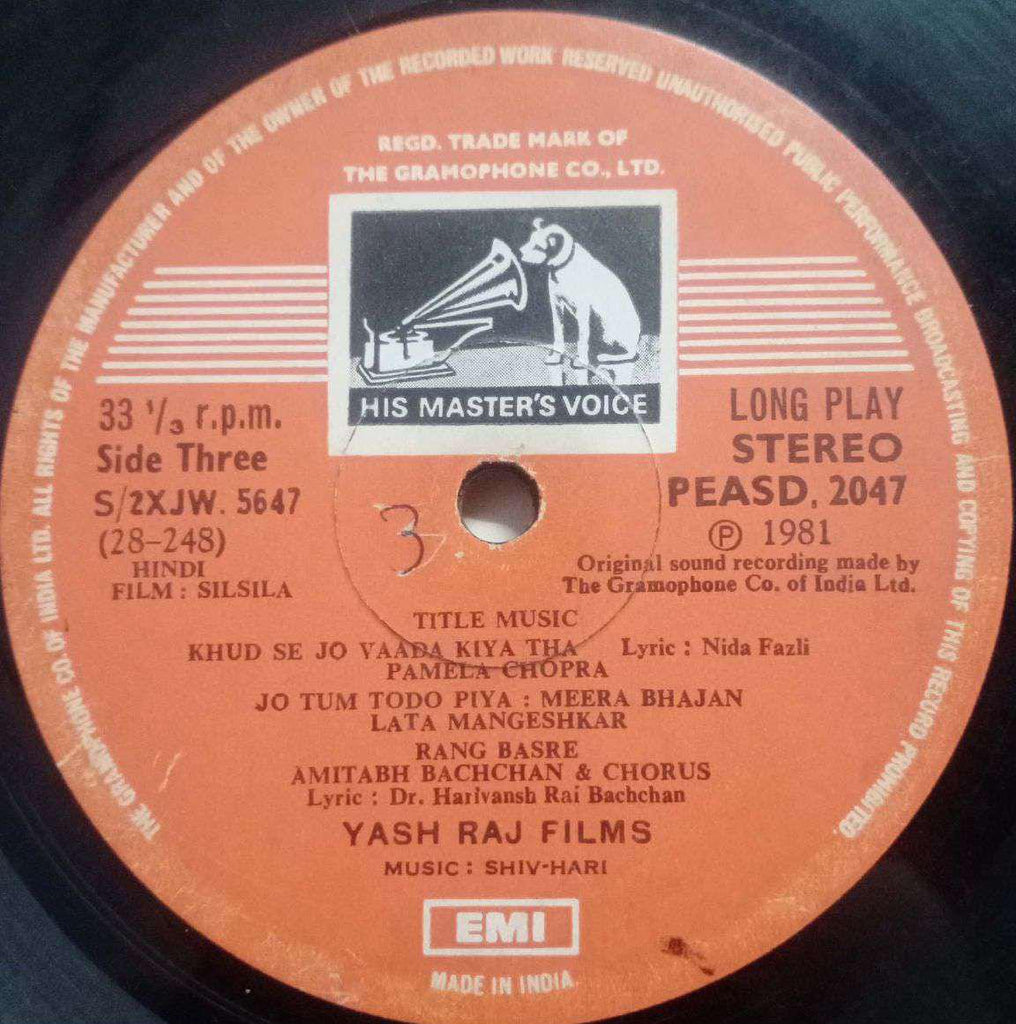 THE GRAMOPHONE CO. OF INDIA LTD. ALL RIGHTS OF THE MANUFACTURER AND OF THE OWNER OF THE RECORDED WORK RESERVED UNAUTHORISED PUBLIC PERFORMANCE BROADCASTING AND COPYING OF THIS RECORD PROHIBITED.
REGD. TRADE MARK OF
THE GRAMOPHONE CO., LTD.
HIS MASTER'S VOICE
33 1/3 r.p.m.
Side Three
S/2XJW. 5647
(28–248)
HINDI
FILM : SILSILA
LONG PLAY
STEREO
PEASD, 2047
℗ 1981
Original sound recording made by
The Gramophone Co. of India Ltd.
3
TITLE MUSIC
KHUD SE JO VAADA KIYA THA Lyric : Nida Fazli
PAMELA CHOPRA
JO TUM TODO PIYA : MEERA BHAJAN
LATA MANGESHKAR
RANG BASRE
AMITABH BACHCHAN & CHORUS
Lyric : Dr. Harivansh Rai Bachchan
YASH RAJ FILMS
MUSIC : SHIV-HARI
EMI
MADE IN INDIA